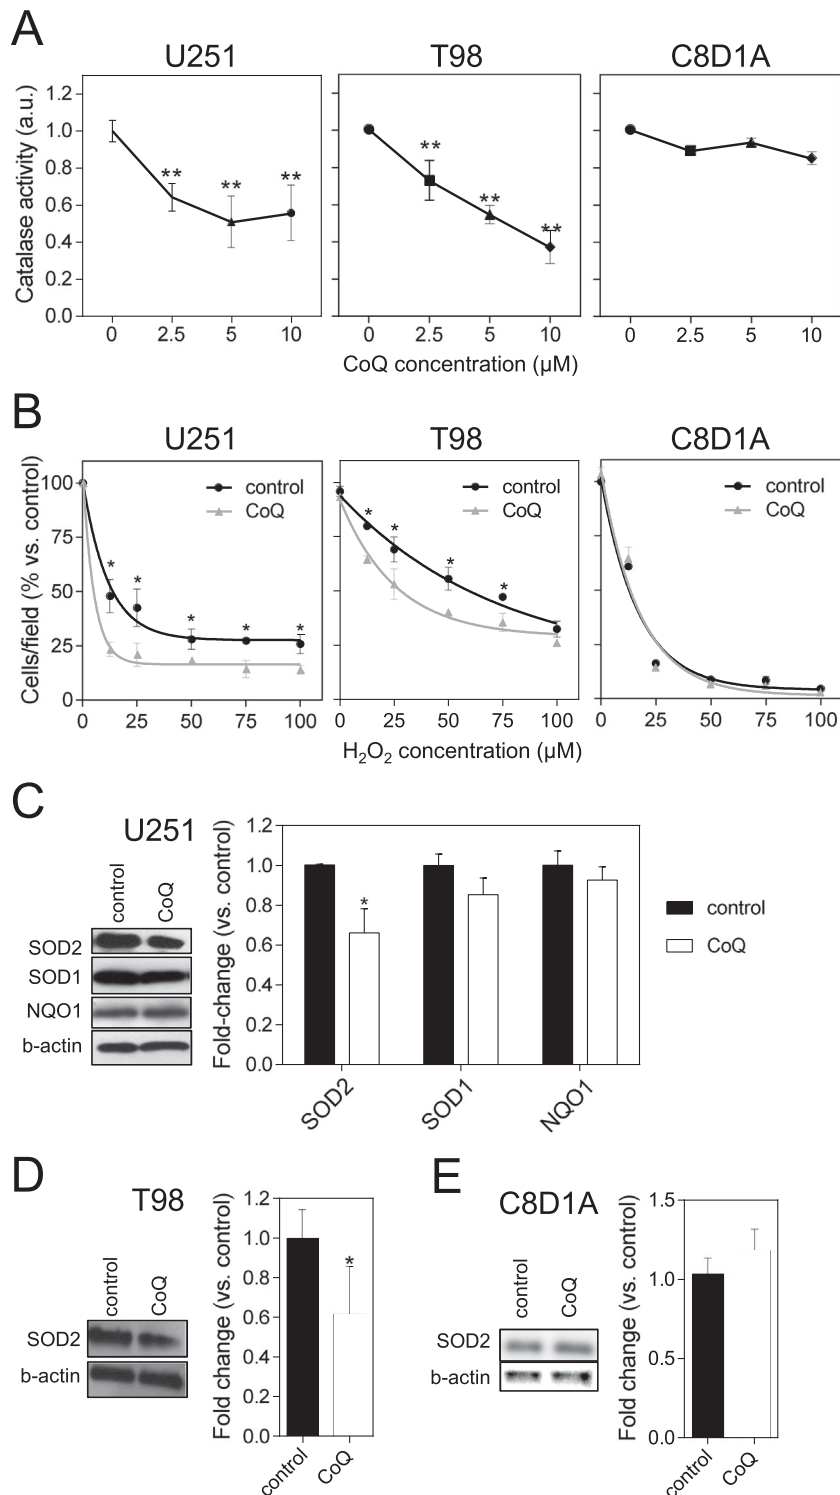 A
U251 T98 C8D1A
Catalase activity (a.u.)
1.2
1.0
0.8
0.6
0.4
0.2
0.0
** ** **
** ** **
0 2.5 5 10
0 2.5 5 10
0 2.5 5 10
CoQ concentration (µM)
B
U251 T98 C8D1A
Cells/field (% vs. control)
100
75
50
25
0
control
CoQ
* * * * *
control
CoQ
* * * *
control
CoQ
0 25 50 75 100
0 25 50 75 100
0 25 50 75 100
H₂O₂ concentration (µM)
C
U251
control CoQ
SOD2
SOD1
NQO1
b-actin
Fold-change (vs. control)
1.2
1.0
0.8
0.6
0.4
0.2
0.0
*
SOD2 SOD1 NQO1
control
CoQ
D
T98
control CoQ
SOD2
b-actin
Fold change (vs. control)
1.2
1.0
0.8
0.6
0.4
0.2
0.0
*
control CoQ
E
C8D1A
control CoQ
SOD2
b-actin
Fold change (vs. control)
1.5
1.0
0.5
0.0
control CoQ